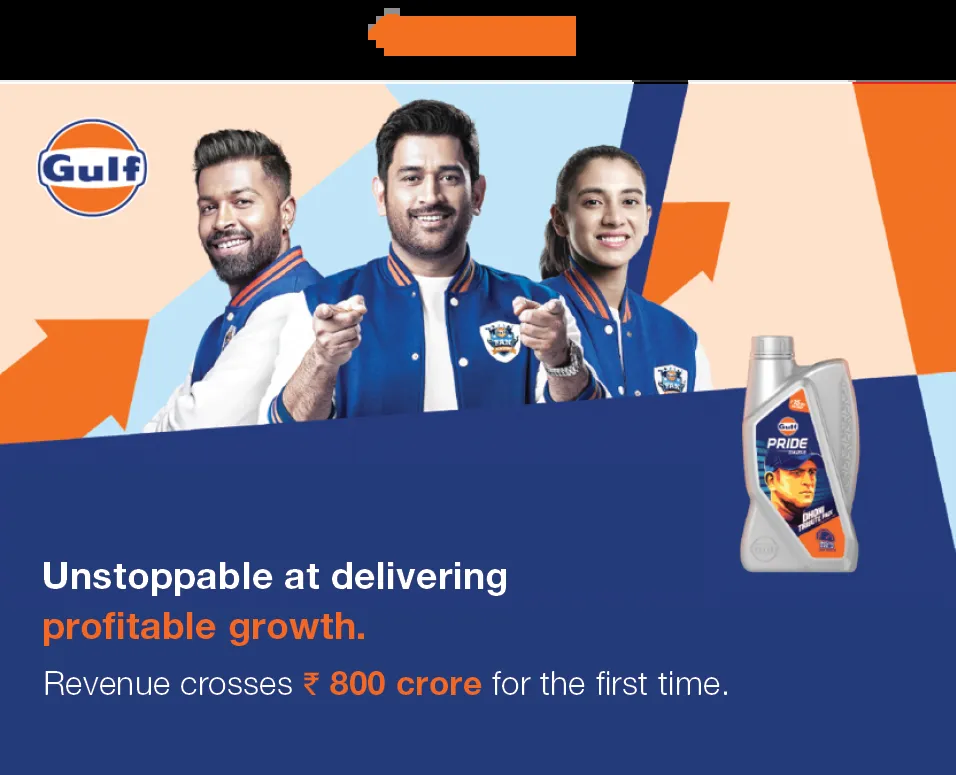 Gulf
Gulf
PRIDE
DHONI
TRIBUTE PACK
Unstoppable at delivering
profitable growth.
Revenue crosses ₹ 800 crore for the first time.